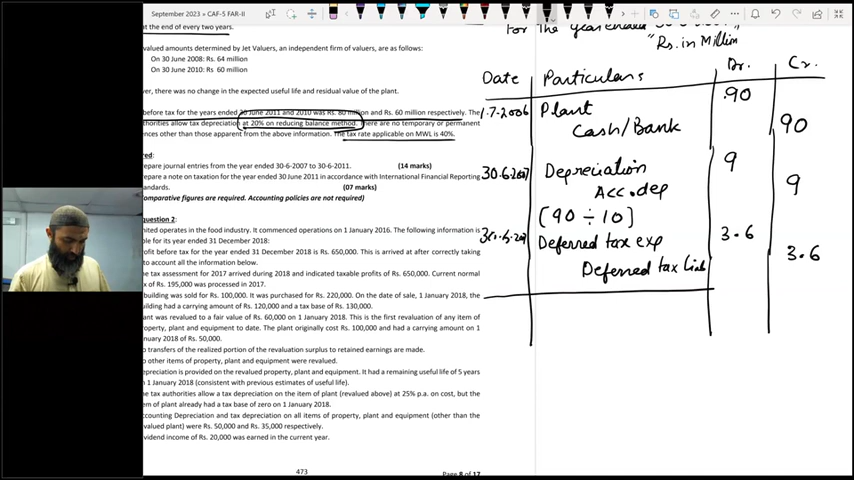 September 2023 » CAF-5 FAR-II
at the end of every two years.
valued amounts determined by Jet Valuers, an independent firm of valuers, are as follows:
On 30 June 2008: Rs. 64 million
On 30 June 2010: Rs 60 million
ver, there was no change in the expected useful life and residual value of the plant.
before tax for the years ended 30 June 2011 and 2010 was Rs. 80 million and Rs. 60 million respectively. The
thorities allow tax depreciation at 20% on reducing balance method. There are no temporary or permanent
ences other than those apparent from the above information. The tax rate applicable on MWL is 40%.
red:
epare journal entries from the year ended 30-6-2007 to 30-6-2011. (14 marks)
epare a note on taxation for the year ended 30 June 2011 in accordance with International Financial Reporting
andards. (07 marks)
omparative figures are required. Accounting policies are not required)
question 2
nited operates in the food industry. It commenced operations on 1 January 2016. The following information is
ble for its year ended 31 December 2018:
rofit before tax for the year ended 31 December 2018 is Rs. 650,000. This is arrived at after correctly taking
to account all the information below.
he tax assessment for 2017 arrived during 2018 and indicated taxable profits of Rs. 650,000. Current normal
x of Rs. 195,000 was processed in 2017.
building was sold for Rs. 100,000. It was purchased for Rs. 220,000. On the date of sale, 1 January 2018, the
ilding had a carrying amount of Rs. 120,000 and a tax base of Rs. 130,000.
ant was revalued to a fair value of Rs. 60,000 on 1 January 2018. This is the first revaluation of any item of
operty, plant and equipment to date. The plant originally cost Rs. 100,000 and had a carrying amount on 1
nuary 2018 of Rs. 50,000.
o transfers of the realized portion of the revaluation surplus to retained earnings are made.
o other items of property, plant and equipment were revalued.
epreciation is provided on the revalued property, plant and equipment. It had a remaining useful life of 5 years
n 1 January 2018 (consistent with previous estimates of useful life).
he tax authorities allow a tax depreciation on the item of plant (revalued above) at 25% p.a. on cost, but the
em of plant already had a tax base of zero on 1 January 2018.
ccounting Depreciation and tax depreciation on all items of property, plant and equipment (other than the
valued plant) were Rs. 50,000 and Rs. 35,000 respectively.
vidend income of Rs. 20,000 was earned in the current year.
473
Page 8 of 17
For The year ended
"Rs. in Million
Date Particulars Dr. Cr.
1.7.2006 Plant 90
Cash/Bank 90
30.6.2007 Depreciation 9
Acc.dep 9
[90 ÷ 10]
Deferred tax exp 3.6
Deferred tax liab 3.6